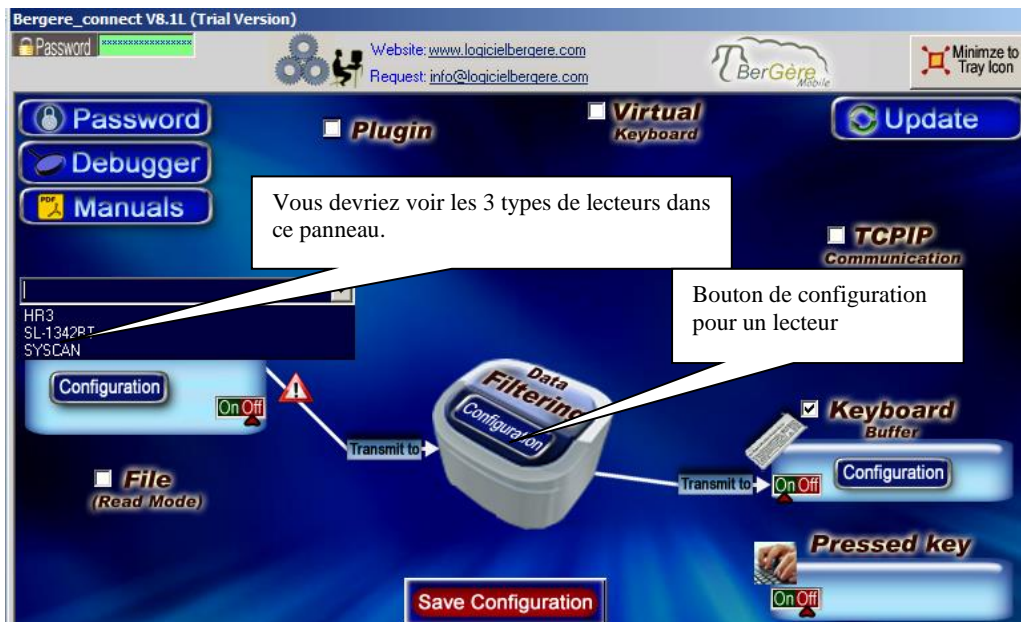 Bergere_connect V8.1L (Trial Version)
Password xxxxxxxxxxxxxxxxx
Website: www.logicielbergere.com
Request: info@logicielbergere.com
BerGère
Mobile
Minimze to
Tray Icon
Password
Plugin
Virtual
Keyboard
Update
Debugger
PDF
Manuals
Vous devriez voir les 3 types de lecteurs dans
ce panneau.
TCPIP
Communication
HR3
SL-1342BT
SYSCAN
Bouton de configuration
pour un lecteur
Configuration
On Off
Transmit to
Data
Filtering
Configuration
Keyboard
Buffer
Transmit to
On Off
Configuration
File
(Read Mode)
Pressed key
On Off
Save Configuration